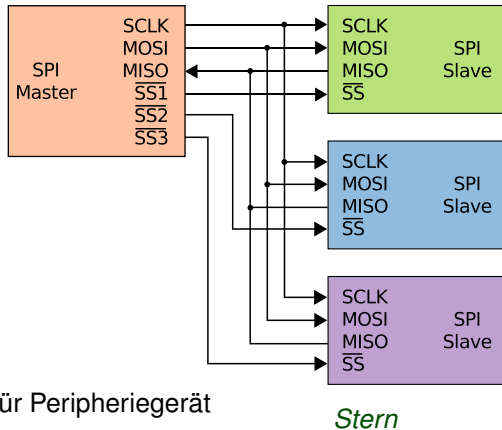 SCLK
MOSI
MISO
SS1
SS2
SS3
SPI
Master
SCLK
MOSI
MISO
SS
SPI
Slave
SCLK
MOSI
MISO
SS
SPI
Slave
SCLK
MOSI
MISO
SS
SPI
Slave
ür Peripheriegerät
Stern